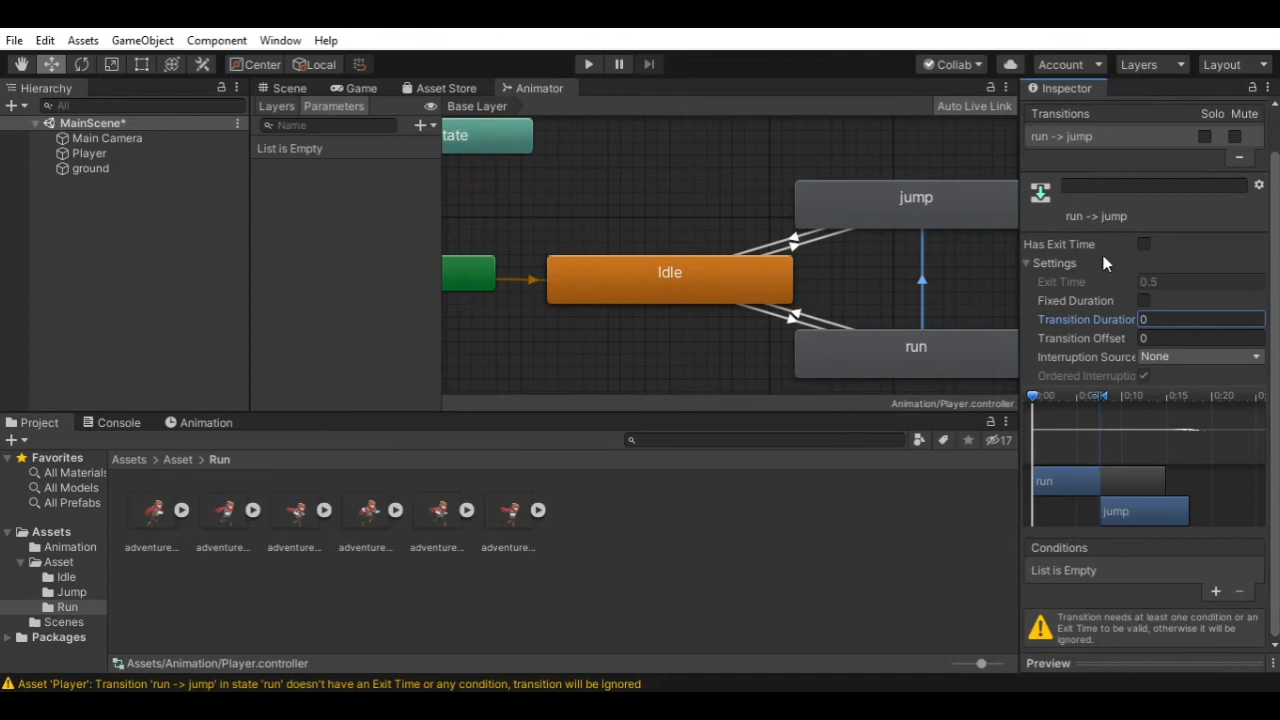 File Edit Assets GameObject Component Window Help
Center Local Collab Account Layers Layout
Hierarchy
All
MainScene*
Main Camera
Player
ground
Scene Game Asset Store Animator
Layers Parameters Base Layer Auto Live Link
Name
List is Empty
tate
jump
Idle
run
Animation/Player.controller
Inspector
Transitions Solo Mute
run -> jump
run -> jump
Has Exit Time
Settings
Exit Time 0.5
Fixed Duration
Transition Duration 0
Transition Offset 0
Interruption Source None
Ordered Interruptio
0:00 0:05 0:10 0:15 0:20 0:
run
jump
Conditions
List is Empty
Transition needs at least one condition or an
Exit Time to be valid, otherwise it will be
ignored.
Preview
Project Console Animation
17
Favorites
All Materials
All Models
All Prefabs
Assets
Animation
Asset
Idle
Jump
Run
Scenes
Packages
Assets > Asset > Run
adventure... adventure... adventure... adventure... adventure... adventure...
Assets/Animation/Player.controller
Asset 'Player': Transition 'run -> jump' in state 'run' doesn't have an Exit Time or any condition, transition will be ignored